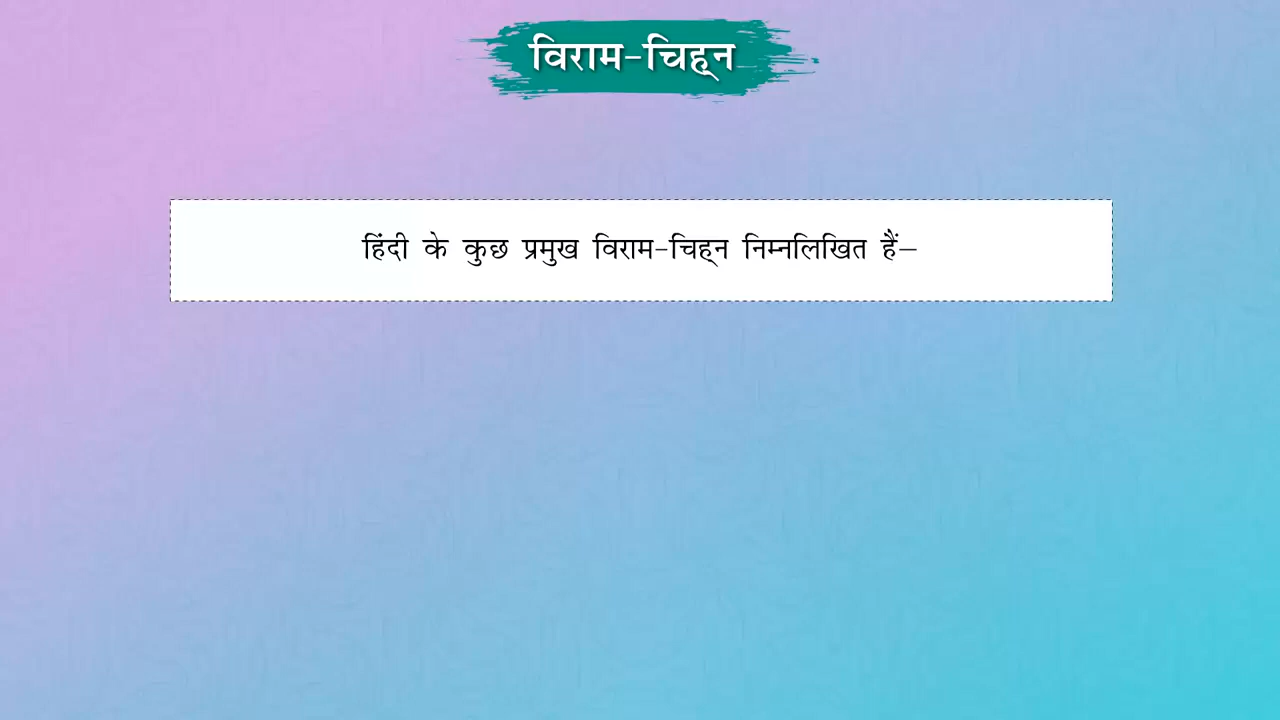 विराम-चिह्न
हिंदी के कुछ प्रमुख विराम-चिह्न निम्नलिखित हैं–